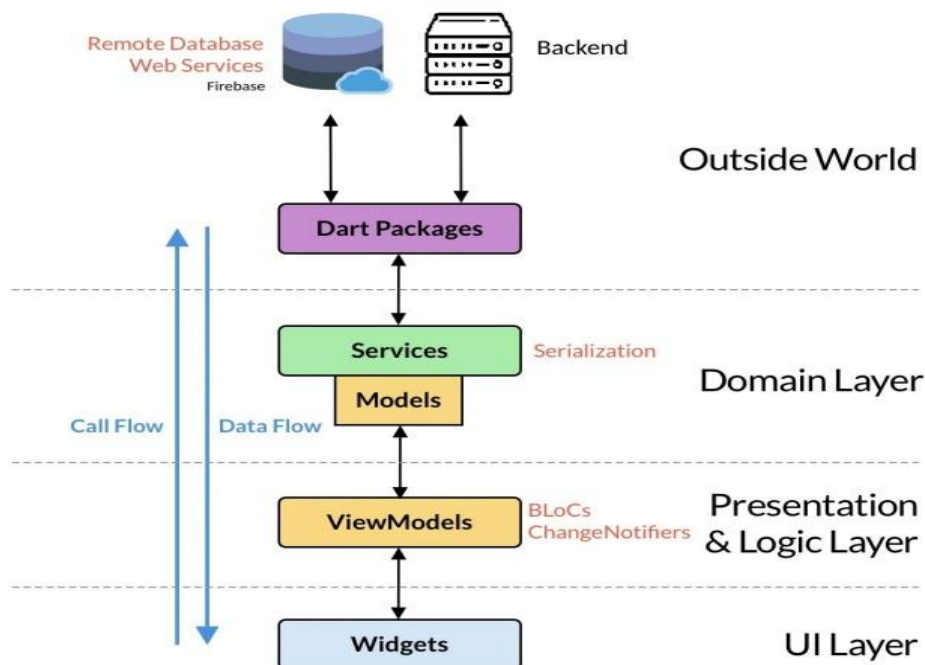 Remote Database
Web Services
Firebase
Backend
Outside World
Dart Packages
Services
Serialization
Models
Domain Layer
Call Flow
Data Flow
ViewModels
BLoCs
ChangeNotifiers
Presentation
& Logic Layer
Widgets
UI Layer